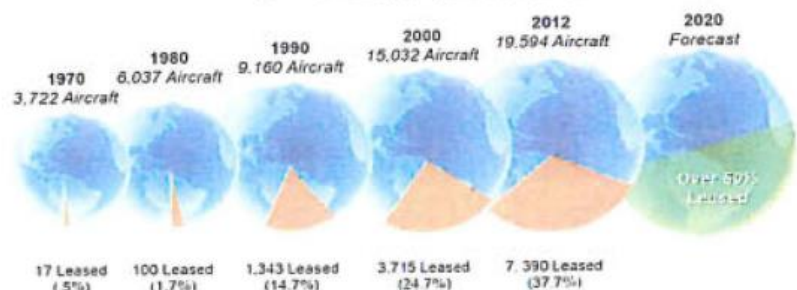 1970
3,722 Aircraft
17 Leased
(.5%)
1980
6,037 Aircraft
100 Leased
(1.7%)
1990
9,160 Aircraft
1,343 Leased
(14.7%)
2000
15,032 Aircraft
3,715 Leased
(24.7%)
2012
19,594 Aircraft
7,390 Leased
(37.7%)
2020
Forecast
Over 50%
Leased